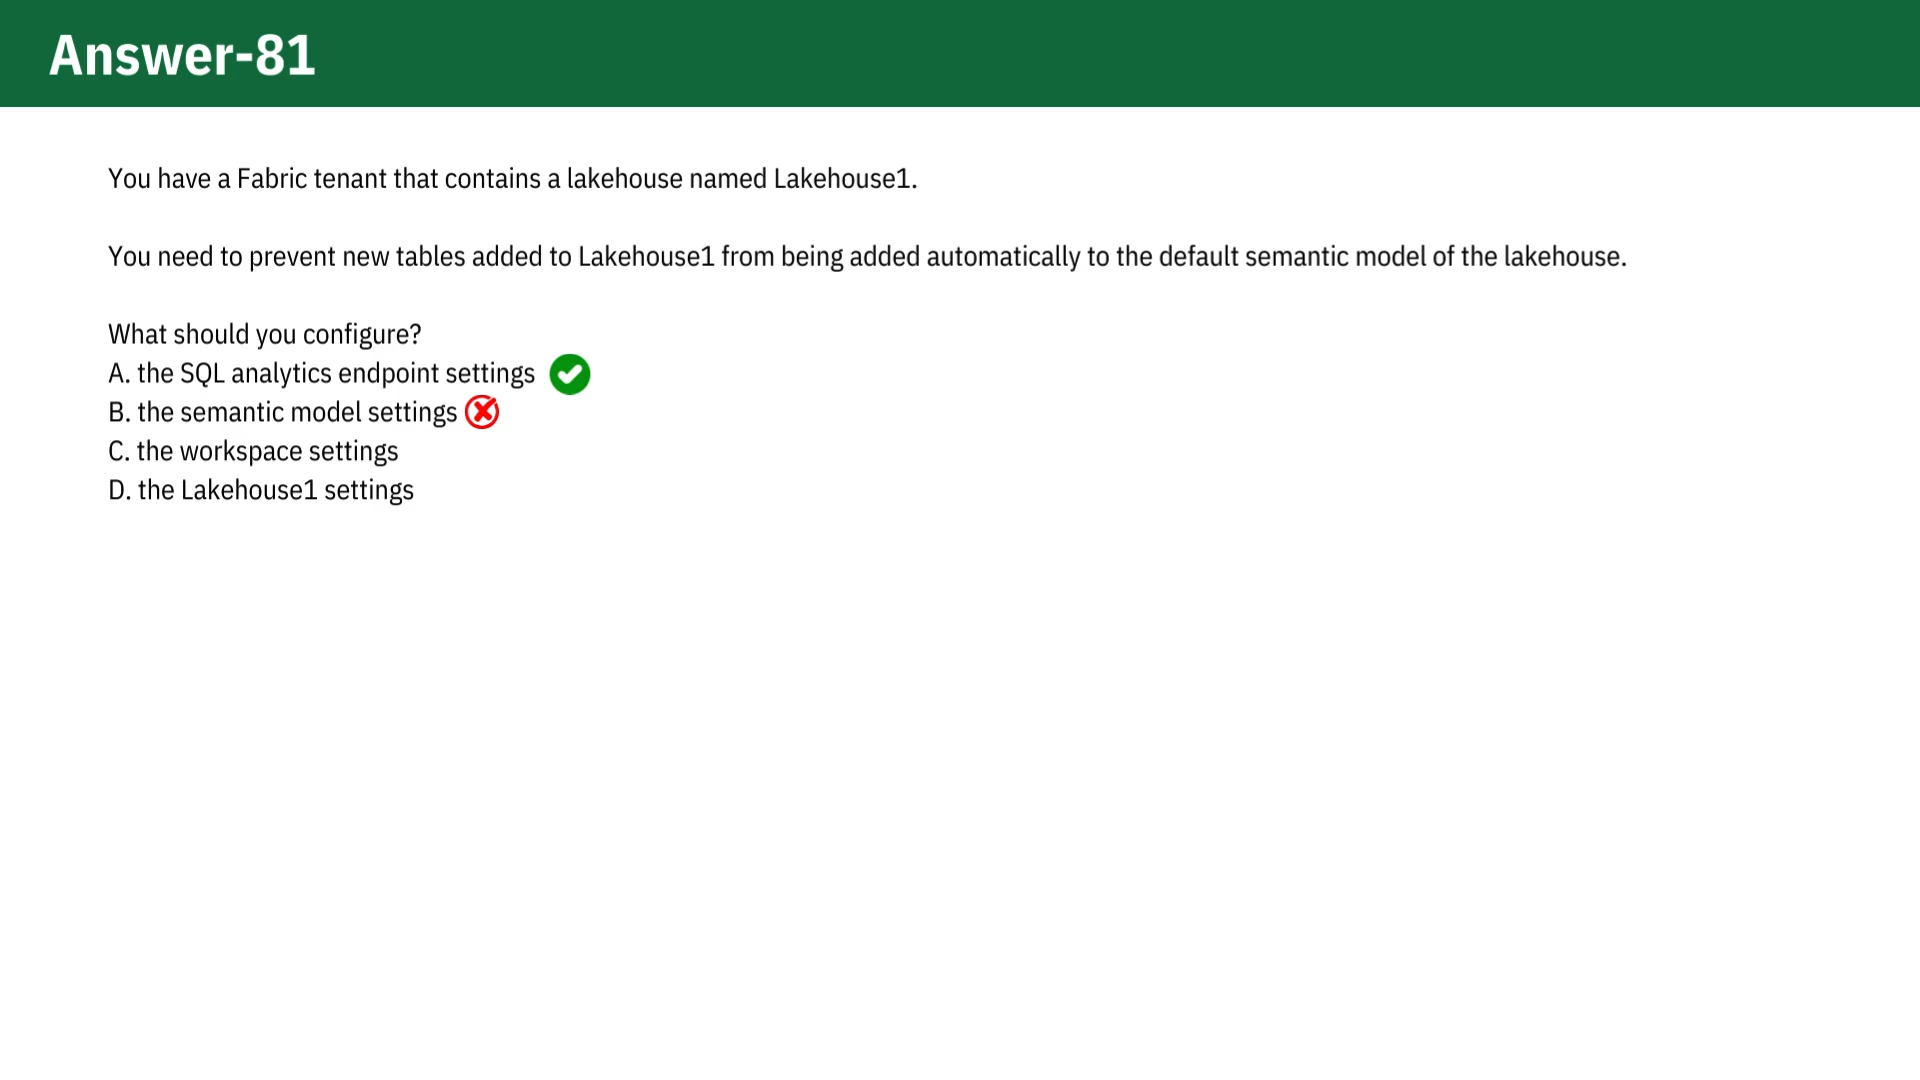 Answer-81
You have a Fabric tenant that contains a lakehouse named Lakehouse1.
You need to prevent new tables added to Lakehouse1 from being added automatically to the default semantic model of the lakehouse.
What should you configure?
A. the SQL analytics endpoint settings
B. the semantic model settings
C. the workspace settings
D. the Lakehouse1 settings